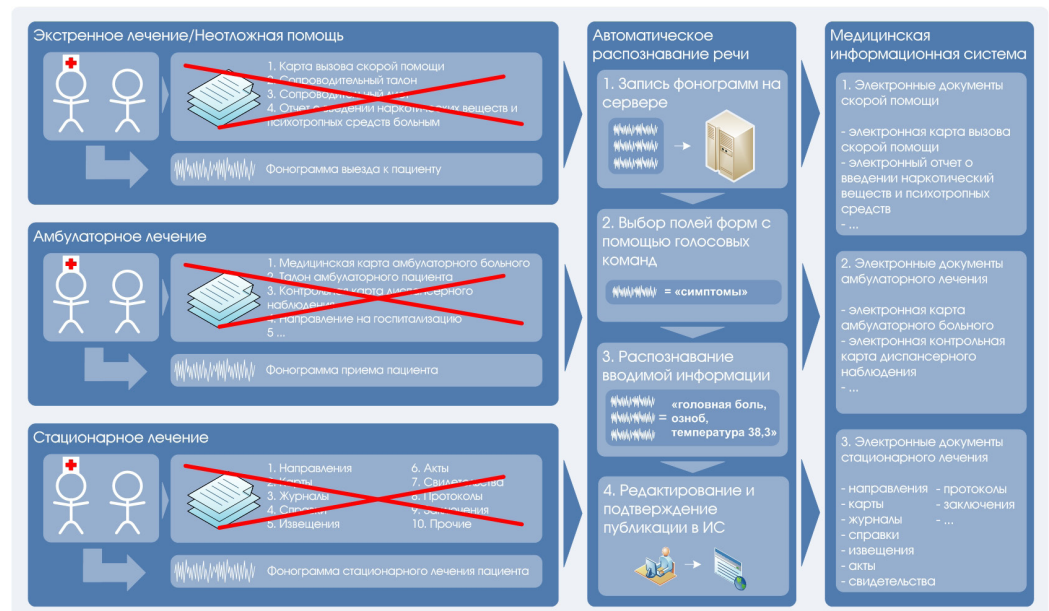 Экстренное лечение/Неотложная помощь
1. Карта вызова скорой помощи
2. Сопроводительный талон
3. Сопроводительный
4. Отчет о введении наркотических веществ и
психотропных средств больным
Фонограмма выезда к пациенту
Амбулаторное лечение
1. Медицинская карта амбулаторного больного
2. Талон амбулаторного пациента
3. Контрольная карта диспансерного
наблюдения
4. Направление на госпитализацию
5 ...
Фонограмма приема пациента
Стационарное лечение
1. Направления
2. Карты
3. Журналы
4. Справки
5. Извещения
6. Акты
7. Свидетельства
8. Протоколы
9. Заключения
10. Прочие
Фонограмма стационарного лечения пациента
Автоматическое
распознавание речи
1. Запись фонограмм на
сервере
2. Выбор полей форм с
помощью голосовых
команд
= «симптомы»
3. Распознавание
вводимой информации
= «головная боль,
озноб,
температура 38,3»
4. Редактирование и
подтверждение
публикации в ИС
Медицинская
информационная система
1. Электронные документы
скорой помощи
- электронная карта вызова
скорой помощи
- электронный отчет о
введении наркотический
веществ и психотропных
средств
- ...
2. Электронные документы
амбулаторного лечения
- электронная карта
амбулаторного больного
- электронная контрольная
карта диспансерного
наблюдения
- ...
3. Электронные документы
стационарного лечения
- направления
- карты
- журналы
- справки
- извещения
- акты
- свидетельства
- протоколы
- заключения
- ...